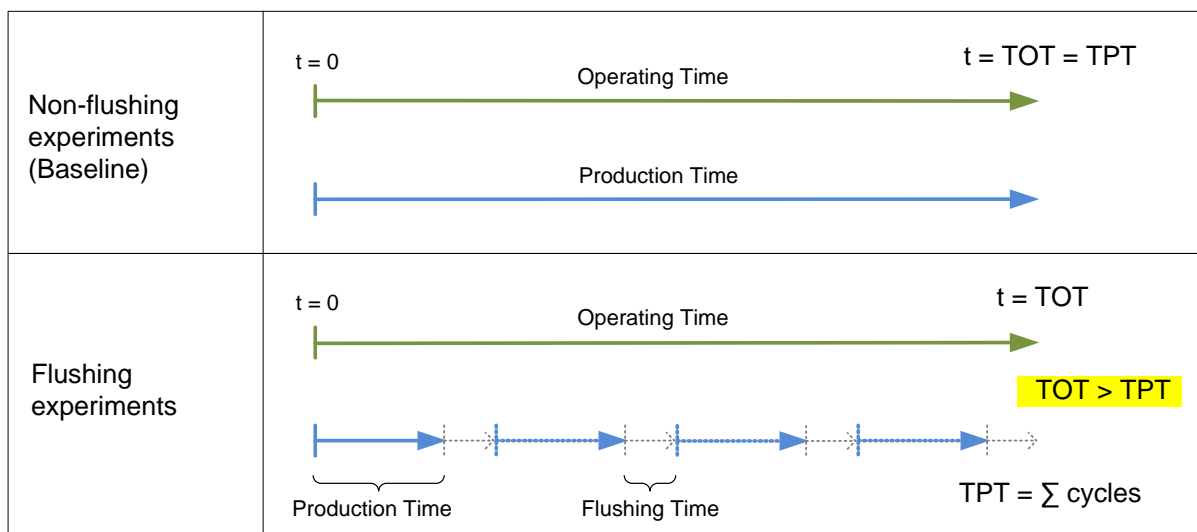 Non-flushing
experiments
(Baseline)
t = 0
t = TOT = TPT
Operating Time
Production Time
Flushing
experiments
t = 0
t = TOT
Operating Time
TOT > TPT
Production Time
Flushing Time
TPT = ∑ cycles